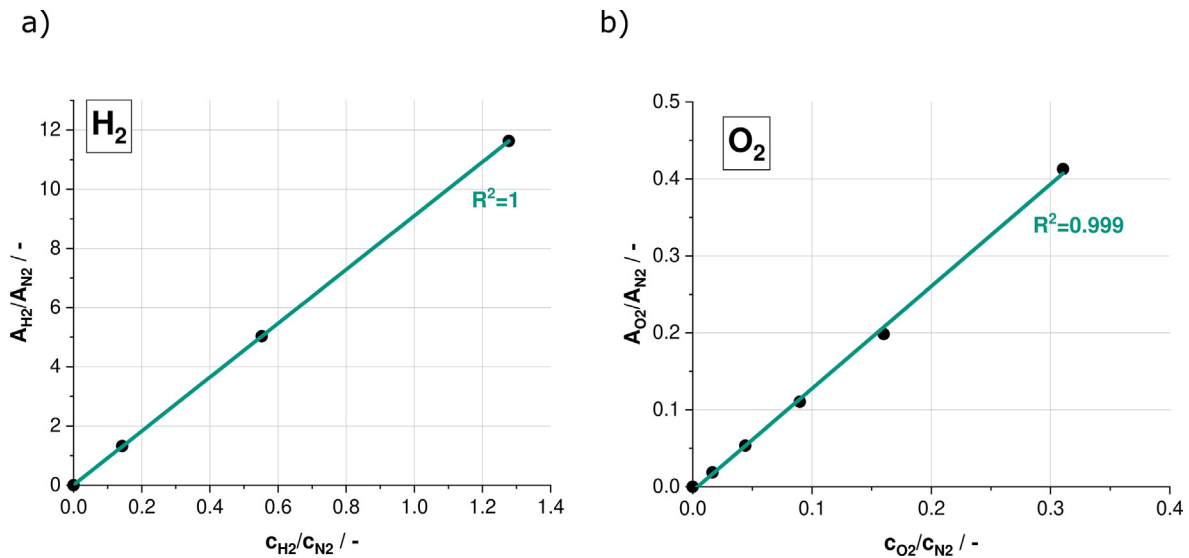 a)
H2
12
10
8
6
4
2
0
R²=1
AH2/AN2 / -
0.0 0.2 0.4 0.6 0.8 1.0 1.2 1.4
cH2/cN2 / -
b)
O2
0.5
0.4
0.3
0.2
0.1
0.0
R²=0.999
AO2/AN2 / -
0.0 0.1 0.2 0.3 0.4
cO2/cN2 / -